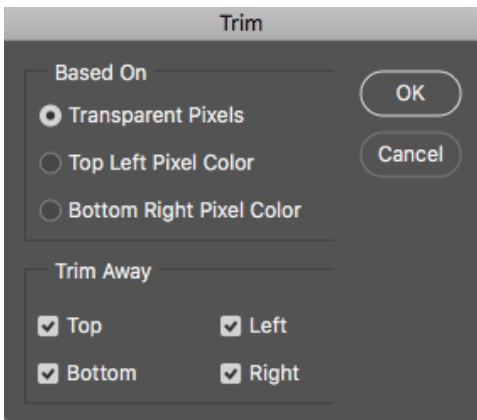 Trim
Based On
Transparent Pixels
Top Left Pixel Color
Bottom Right Pixel Color
OK
Cancel
Trim Away
Top
Left
Bottom
Right